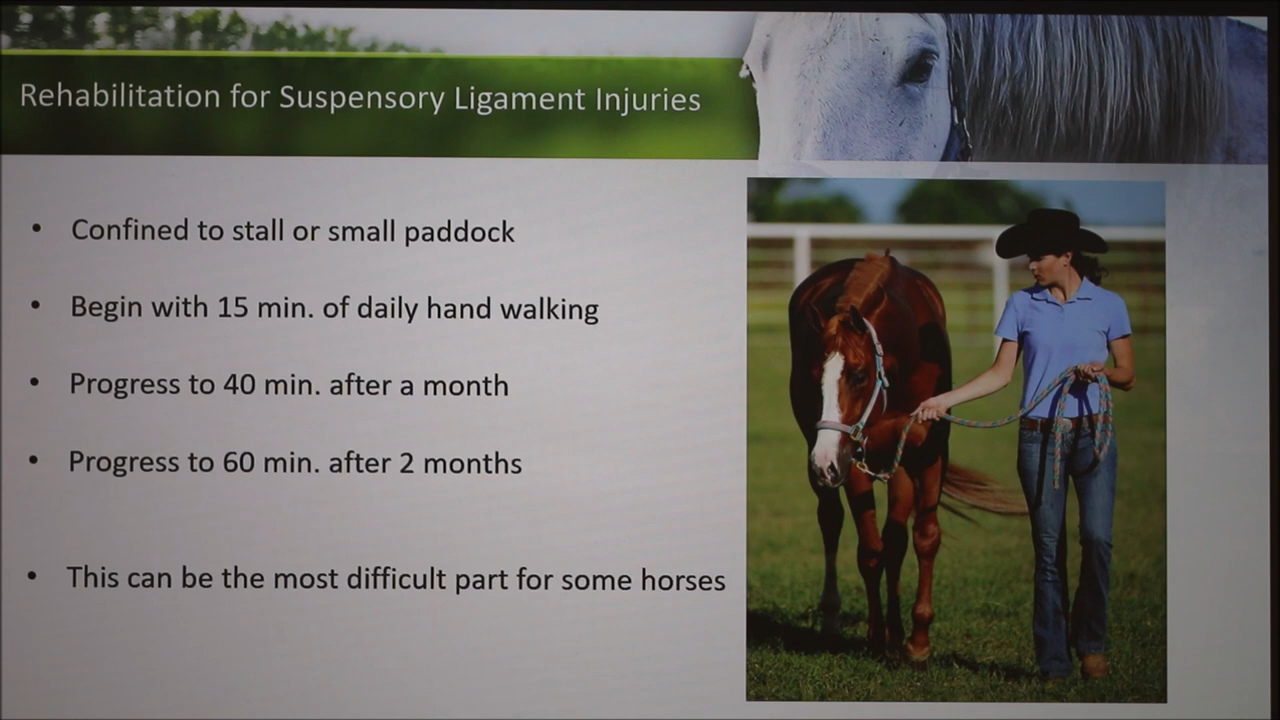 Rehabilitation for Suspensory Ligament Injuries
• Confined to stall or small paddock
• Begin with 15 min. of daily hand walking
• Progress to 40 min. after a month
• Progress to 60 min. after 2 months
• This can be the most difficult part for some horses